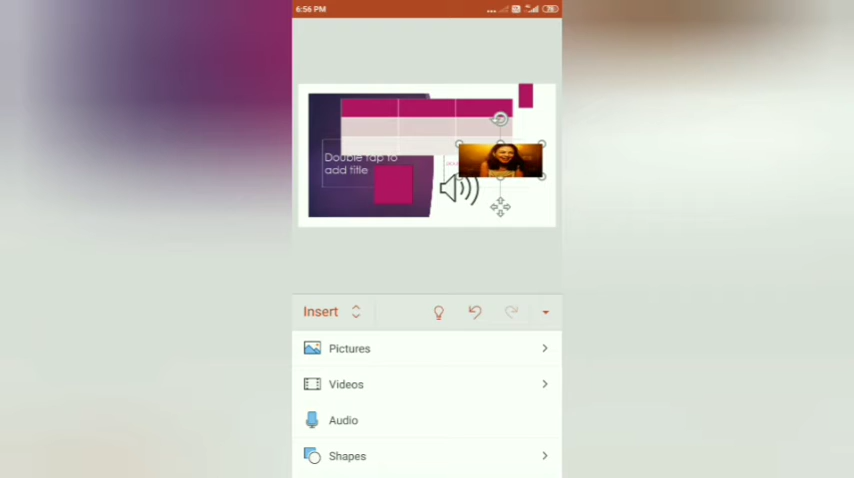 6:56 PM
Double tap to
add title
Insert
Pictures
Videos
Audio
Shapes